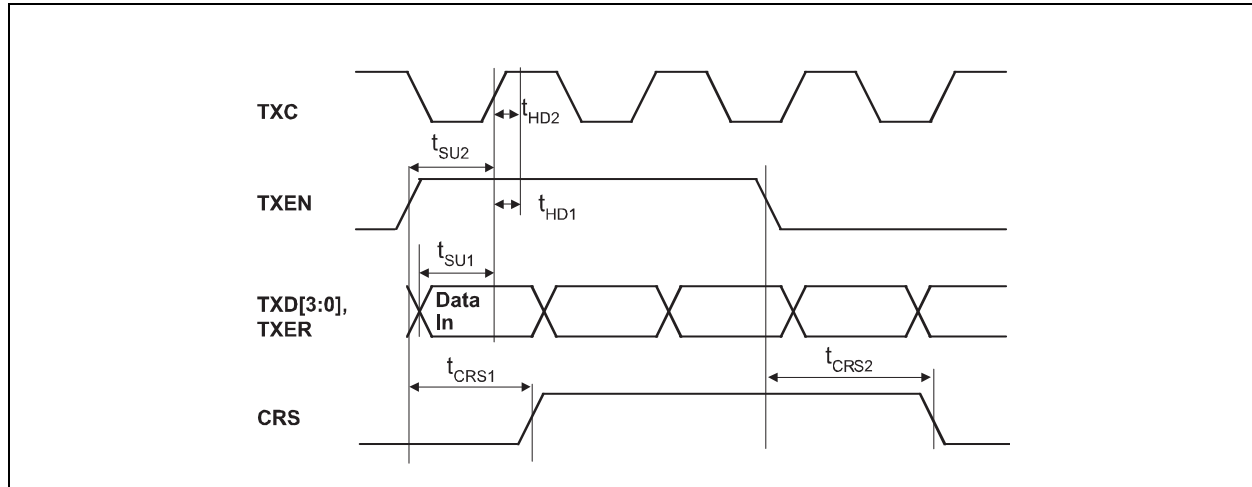 TXC
tHD2
tSU2
TXEN
tHD1
tSU1
TXD[3:0],
TXER
Data
In
tCRS1
tCRS2
CRS